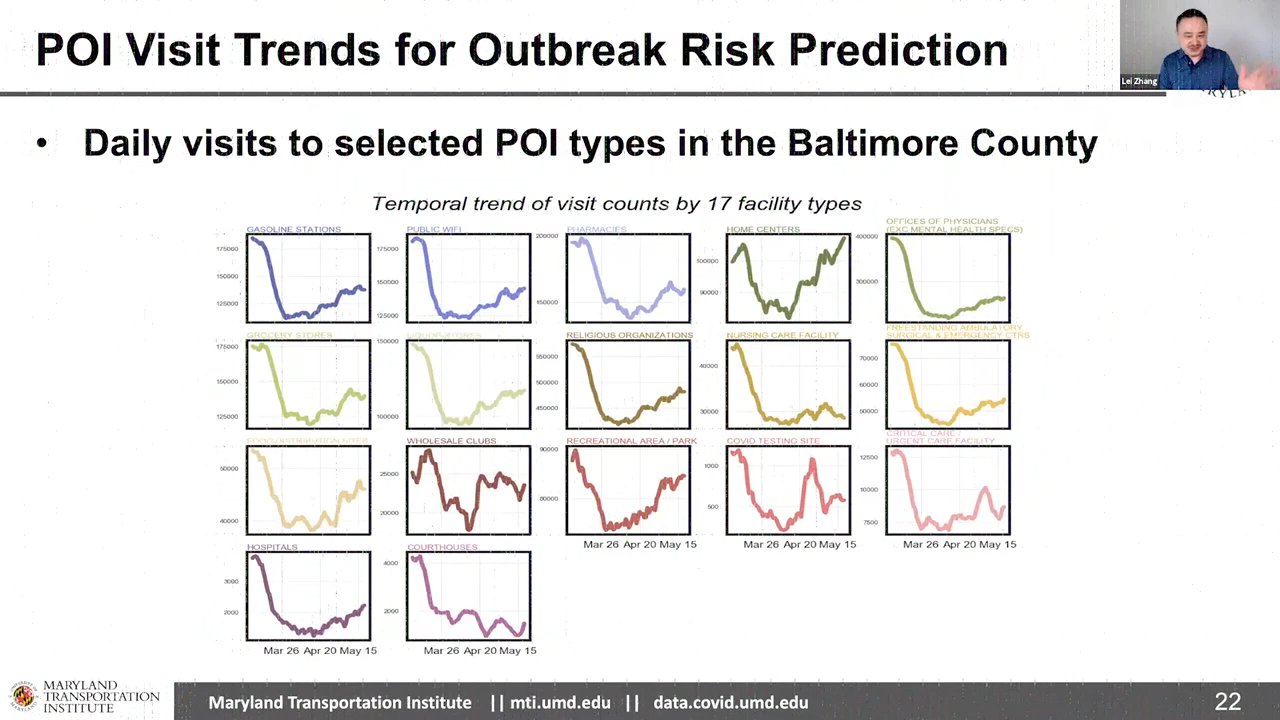 POI Visit Trends for Outbreak Risk Prediction
Lei Zhang
• Daily visits to selected POI types in the Baltimore County
Temporal trend of visit counts by 17 facility types
GASOLINE STATIONS
175000
150000
125000
PUBLIC WIFI
175000
150000
125000
PHARMACIES
200000
150000
HOME CENTERS
100000
90000
OFFICES OF PHYSICIANS
(EXC MENTAL HEALTH SPECS)
400000
300000
GROCERY STORES
175000
150000
125000
150000
100000
RELIGIOUS ORGANIZATIONS
550000
500000
450000
NURSING CARE FACILITY
40000
30000
FREESTANDING AMBULATORY
SURGICAL & EMERGENCY CTRS
70000
60000
50000
50000
40000
WHOLESALE CLUBS
25000
20000
RECREATIONAL AREA / PARK
90000
80000
Mar 26 Apr 20 May 15
COVID TESTING SITE
1000
500
Mar 26 Apr 20 May 15
CRITICAL CARE /
URGENT CARE FACILITY
12500
10000
7500
Mar 26 Apr 20 May 15
HOSPITALS
3000
2000
Mar 26 Apr 20 May 15
COURTHOUSES
4000
2000
Mar 26 Apr 20 May 15
MARYLAND
TRANSPORTATION
INSTITUTE
Maryland Transportation Institute || mti.umd.edu || data.covid.umd.edu
22